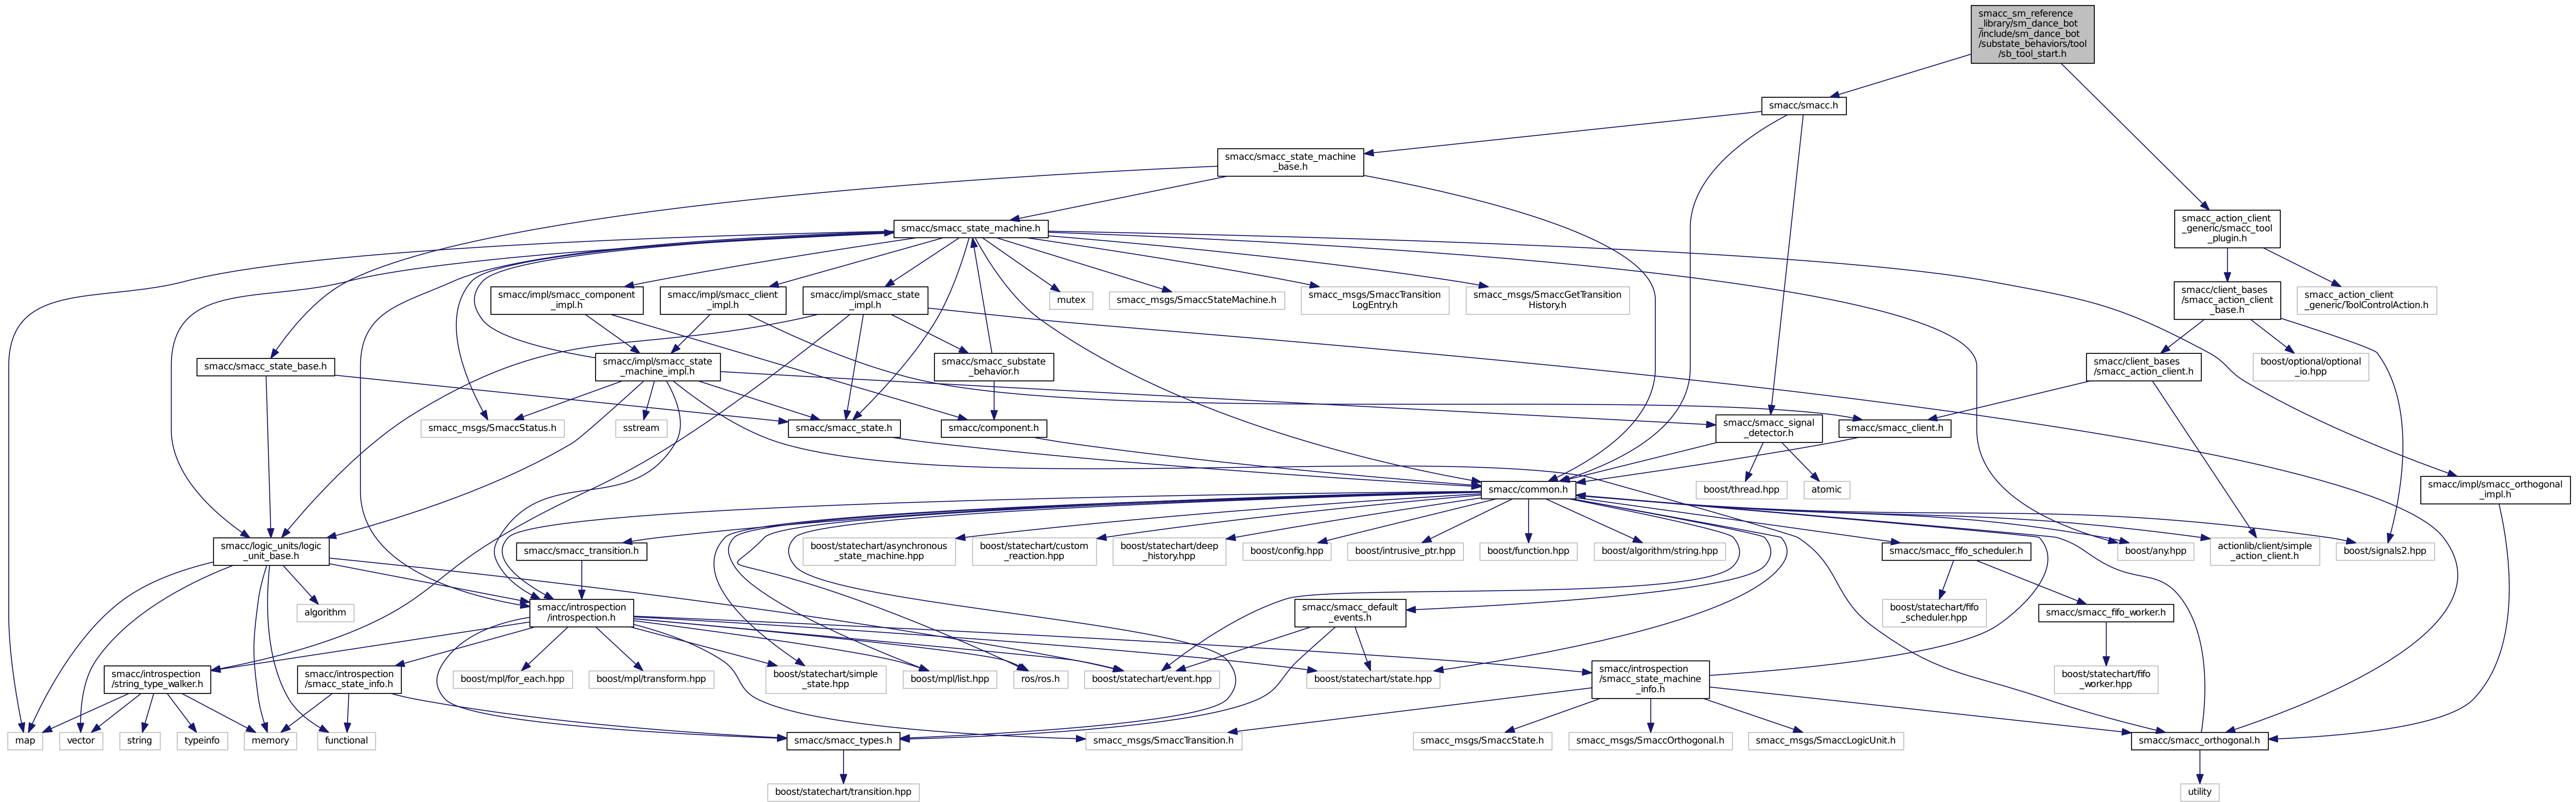 smacc_sm_reference
_library/sm_dance_bot
/include/sm_dance_bot
/substate_behaviors/tool
/sb_tool_start.h
smacc/smacc.h
smacc/smacc_state_machine
_base.h
smacc_action_client
_generic/smacc_tool
_plugin.h
smacc/smacc_state_machine.h
smacc/client_bases
/smacc_action_client
_base.h
smacc_action_client
_generic/ToolControlAction.h
smacc/impl/smacc_component
_impl.h
smacc/impl/smacc_client
_impl.h
smacc/impl/smacc_state
_impl.h
mutex
smacc_msgs/SmaccStateMachine.h
smacc_msgs/SmaccTransition
LogEntry.h
smacc_msgs/SmaccGetTransition
History.h
smacc/smacc_state_base.h
smacc/impl/smacc_state
_machine_impl.h
smacc/smacc_substate
_behavior.h
smacc/client_bases
/smacc_action_client.h
boost/optional/optional
_io.hpp
smacc_msgs/SmaccStatus.h
sstream
smacc/smacc_state.h
smacc/component.h
smacc/smacc_signal
_detector.h
smacc/smacc_client.h
smacc/common.h
boost/thread.hpp
atomic
smacc/impl/smacc_orthogonal
_impl.h
smacc/logic_units/logic
_unit_base.h
smacc/smacc_transition.h
boost/statechart/asynchronous
_state_machine.hpp
boost/statechart/custom
_reaction.hpp
boost/statechart/deep
_history.hpp
boost/config.hpp
boost/intrusive_ptr.hpp
boost/function.hpp
boost/algorithm/string.hpp
smacc/smacc_fifo_scheduler.h
boost/any.hpp
actionlib/client/simple
_action_client.h
boost/signals2.hpp
algorithm
smacc/introspection
/introspection.h
smacc/smacc_default
_events.h
boost/statechart/fifo
_scheduler.hpp
smacc/smacc_fifo_worker.h
smacc/introspection
/string_type_walker.h
smacc/introspection
/smacc_state_info.h
boost/mpl/for_each.hpp
boost/mpl/transform.hpp
boost/statechart/simple
_state.hpp
boost/mpl/list.hpp
ros/ros.h
boost/statechart/event.hpp
boost/statechart/state.hpp
smacc/introspection
/smacc_state_machine
_info.h
boost/statechart/fifo
_worker.hpp
map
vector
string
typeinfo
memory
functional
smacc/smacc_types.h
smacc_msgs/SmaccTransition.h
smacc_msgs/SmaccState.h
smacc_msgs/SmaccOrthogonal.h
smacc_msgs/SmaccLogicUnit.h
smacc/smacc_orthogonal.h
boost/statechart/transition.hpp
utility